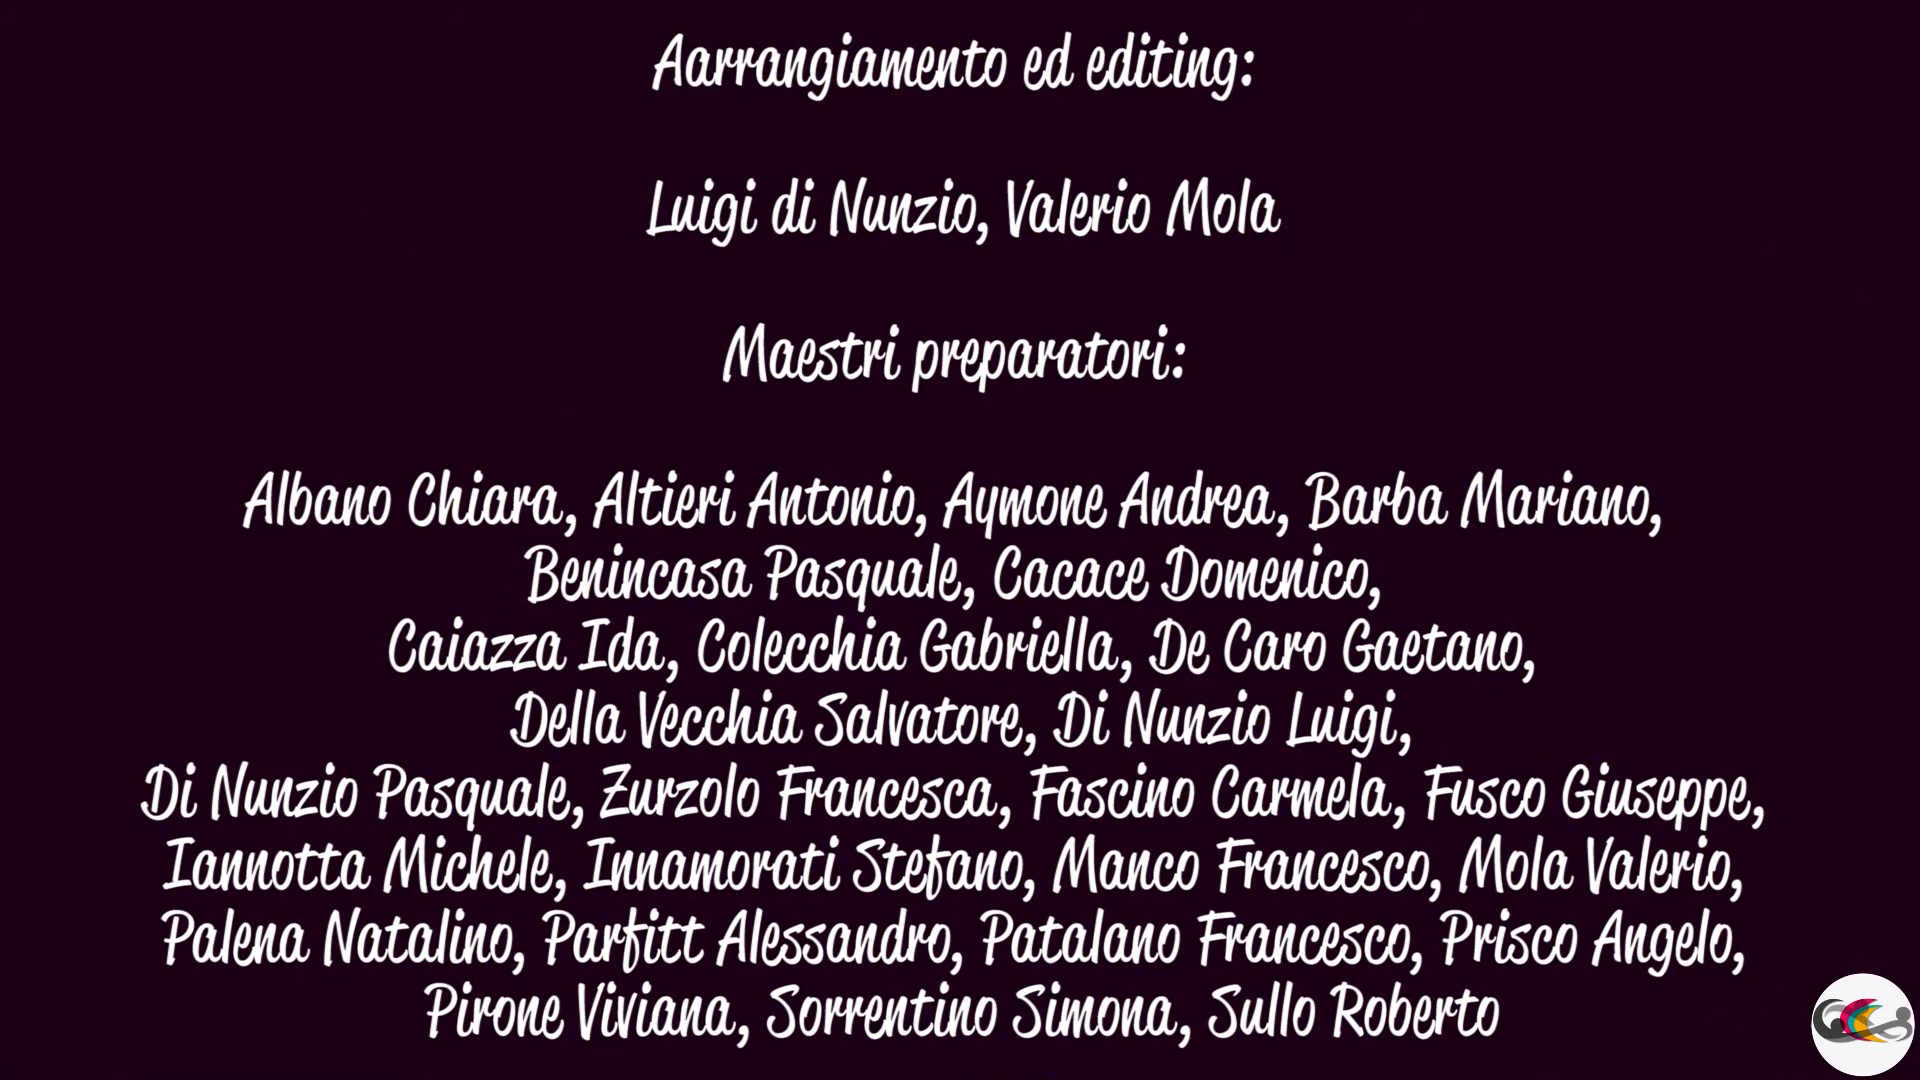 Aarrangiamento ed editing:
Luigi di Nunzio, Valerio Mola
Maestri preparatori:
Albano Chiara, Altieri Antonio, Aymone Andrea, Barba Mariano,
Benincasa Pasquale, Cacace Domenico,
Caiazza Ida, Colecchia Gabriella, De Caro Gaetano,
Della Vecchia Salvatore, Di Nunzio Luigi,
Di Nunzio Pasquale, Zurzolo Francesca, Fascino Carmela, Fusco Giuseppe,
Iannotta Michele, Innamorati Stefano, Manco Francesco, Mola Valerio,
Palena Natalino, Parfitt Alessandro, Patalano Francesco, Prisco Angelo,
Pirone Viviana, Sorrentino Simona, Sullo Roberto